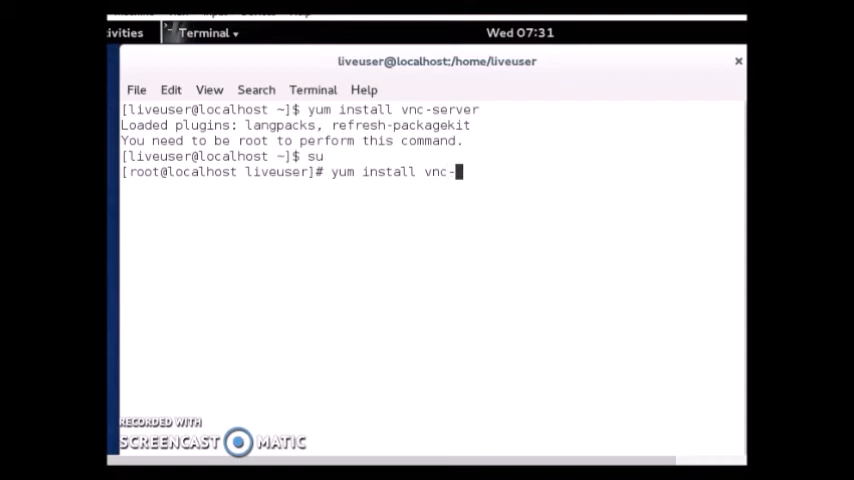 ivities Terminal Wed 07:31
liveuser@localhost:/home/liveuser ×
File Edit View Search Terminal Help
[liveuser@localhost ~]$ yum install vnc-server
Loaded plugins: langpacks, refresh-packagekit
You need to be root to perform this command.
[liveuser@localhost ~]$ su
[root@localhost liveuser]# yum install vnc-
RECORDED WITH
SCREENCAST MATIC